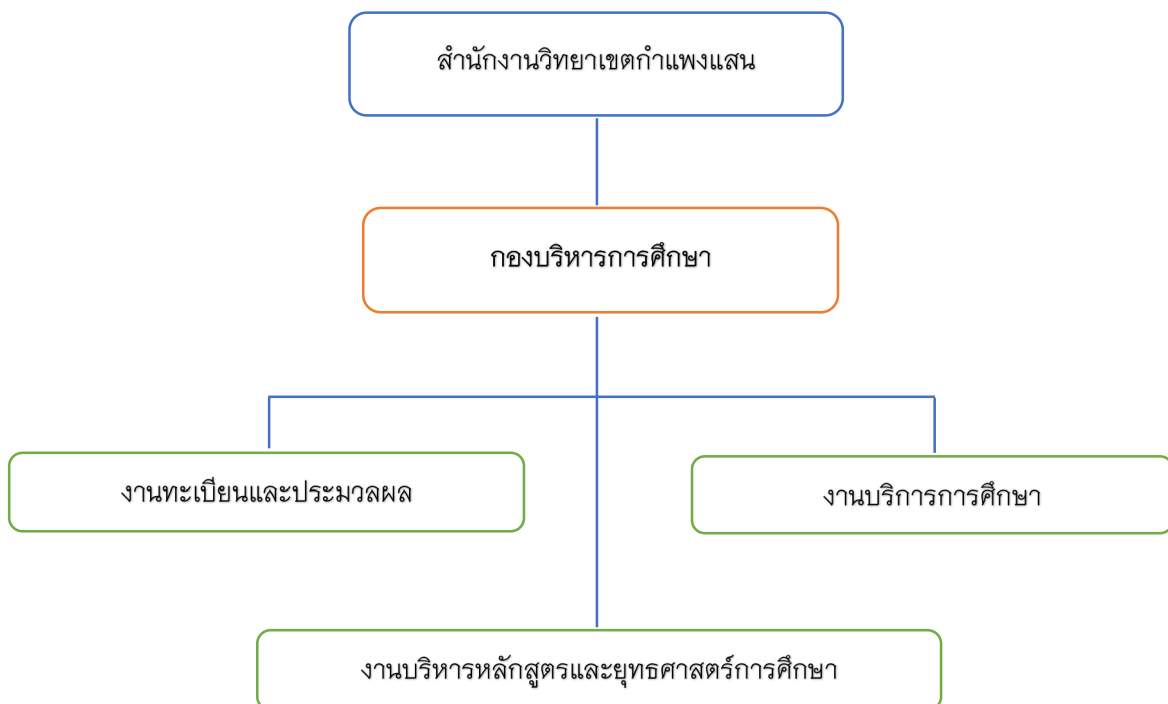 สำนักงานวิทยาเขตกำแพงแสน
กองบริหารการศึกษา
งานทะเบียนและประมวลผล
งานบริการการศึกษา
งานบริหารหลักสูตรและยุทธศาสตร์การศึกษา